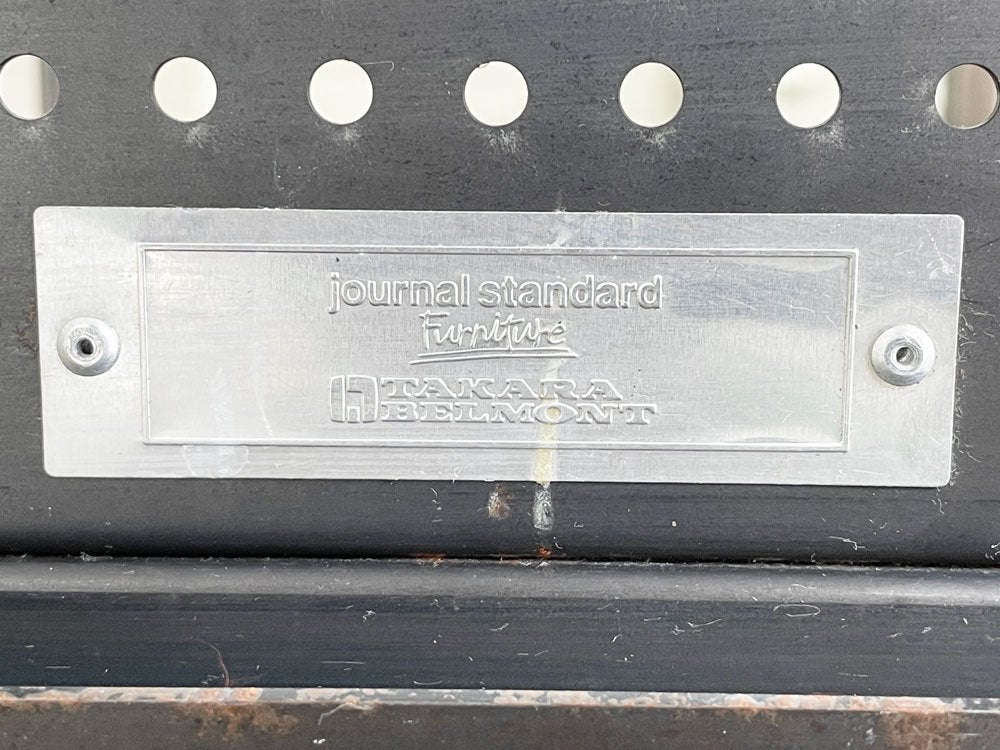 journal standard
Furniture
TAKARA
BELMONT